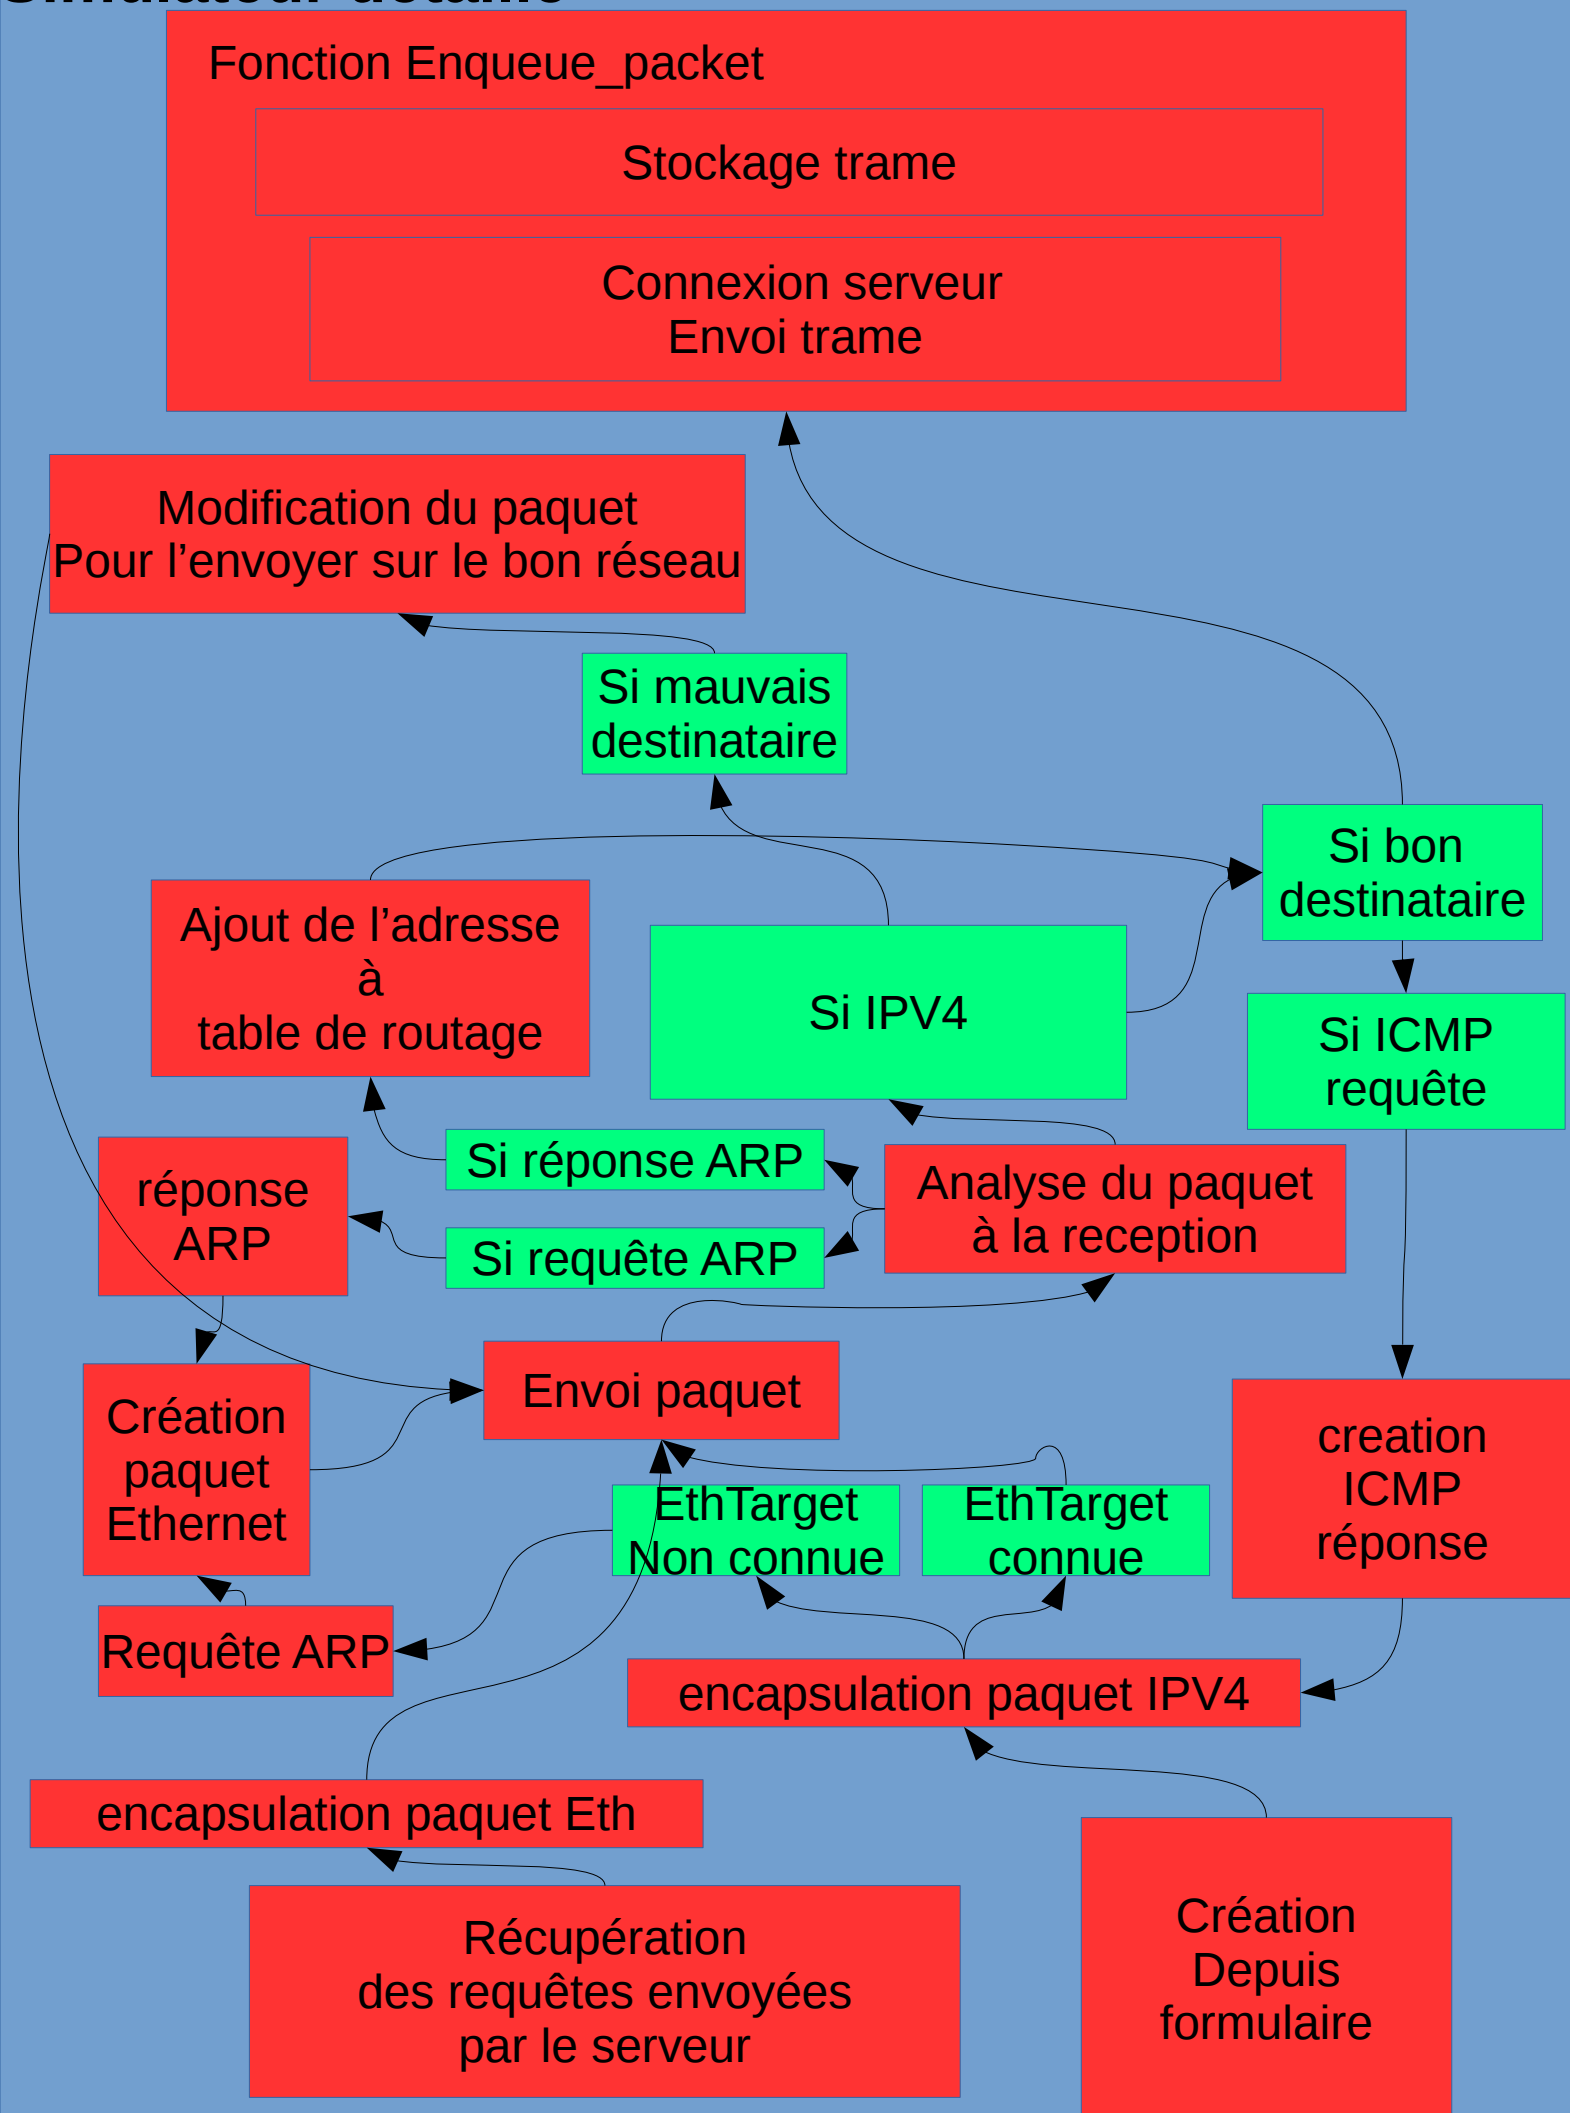 Simulateur détaillé
Fonction Enqueue_packet
Stockage trame
Connexion serveur
Envoi trame
Modification du paquet
Pour l’envoyer sur le bon réseau
Si mauvais
destinataire
Si bon
destinataire
Ajout de l’adresse
à
table de routage
Si IPV4
Si ICMP
requête
Si réponse ARP
réponse
ARP
Analyse du paquet
à la reception
Si requête ARP
Envoi paquet
Création
paquet
Ethernet
creation
ICMP
réponse
EthTarget
Non connue
EthTarget
connue
Requête ARP
encapsulation paquet IPV4
encapsulation paquet Eth
Récupération
des requêtes envoyées
par le serveur
Création
Depuis
formulaire